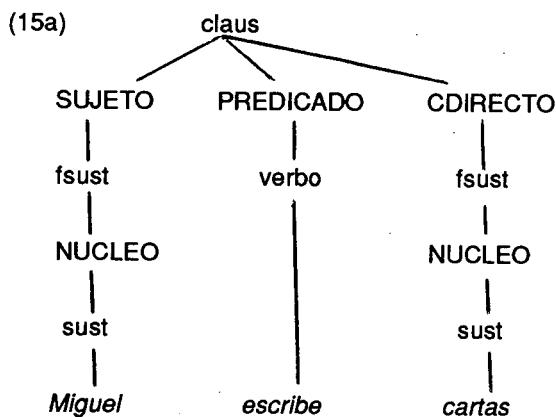 (15a) claus
SUJETO PREDICADO CDIRECTO
fsust verbo fsust
NUCLEO NUCLEO
sust sust
Miguel escribe cartas